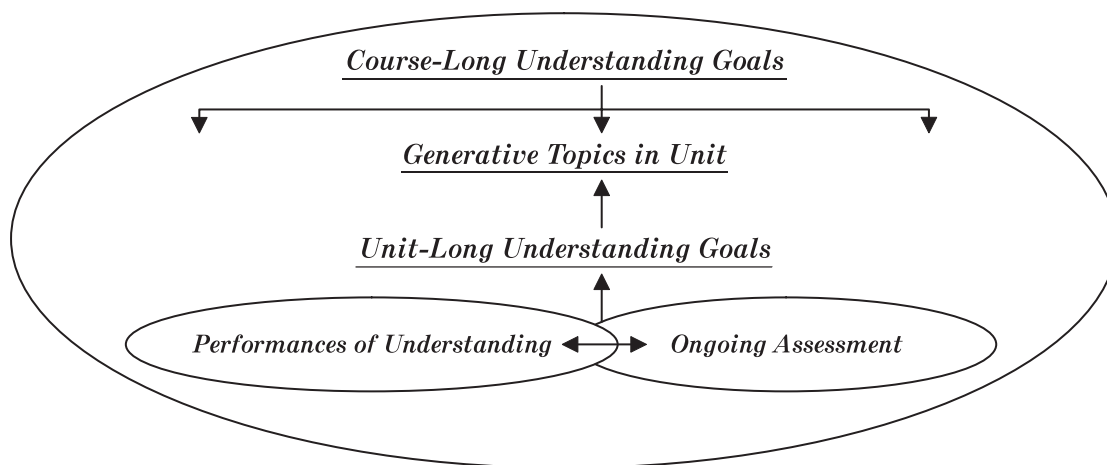 Course-Long Understanding Goals
Generative Topics in Unit
Unit-Long Understanding Goals
Performances of Understanding
Ongoing Assessment